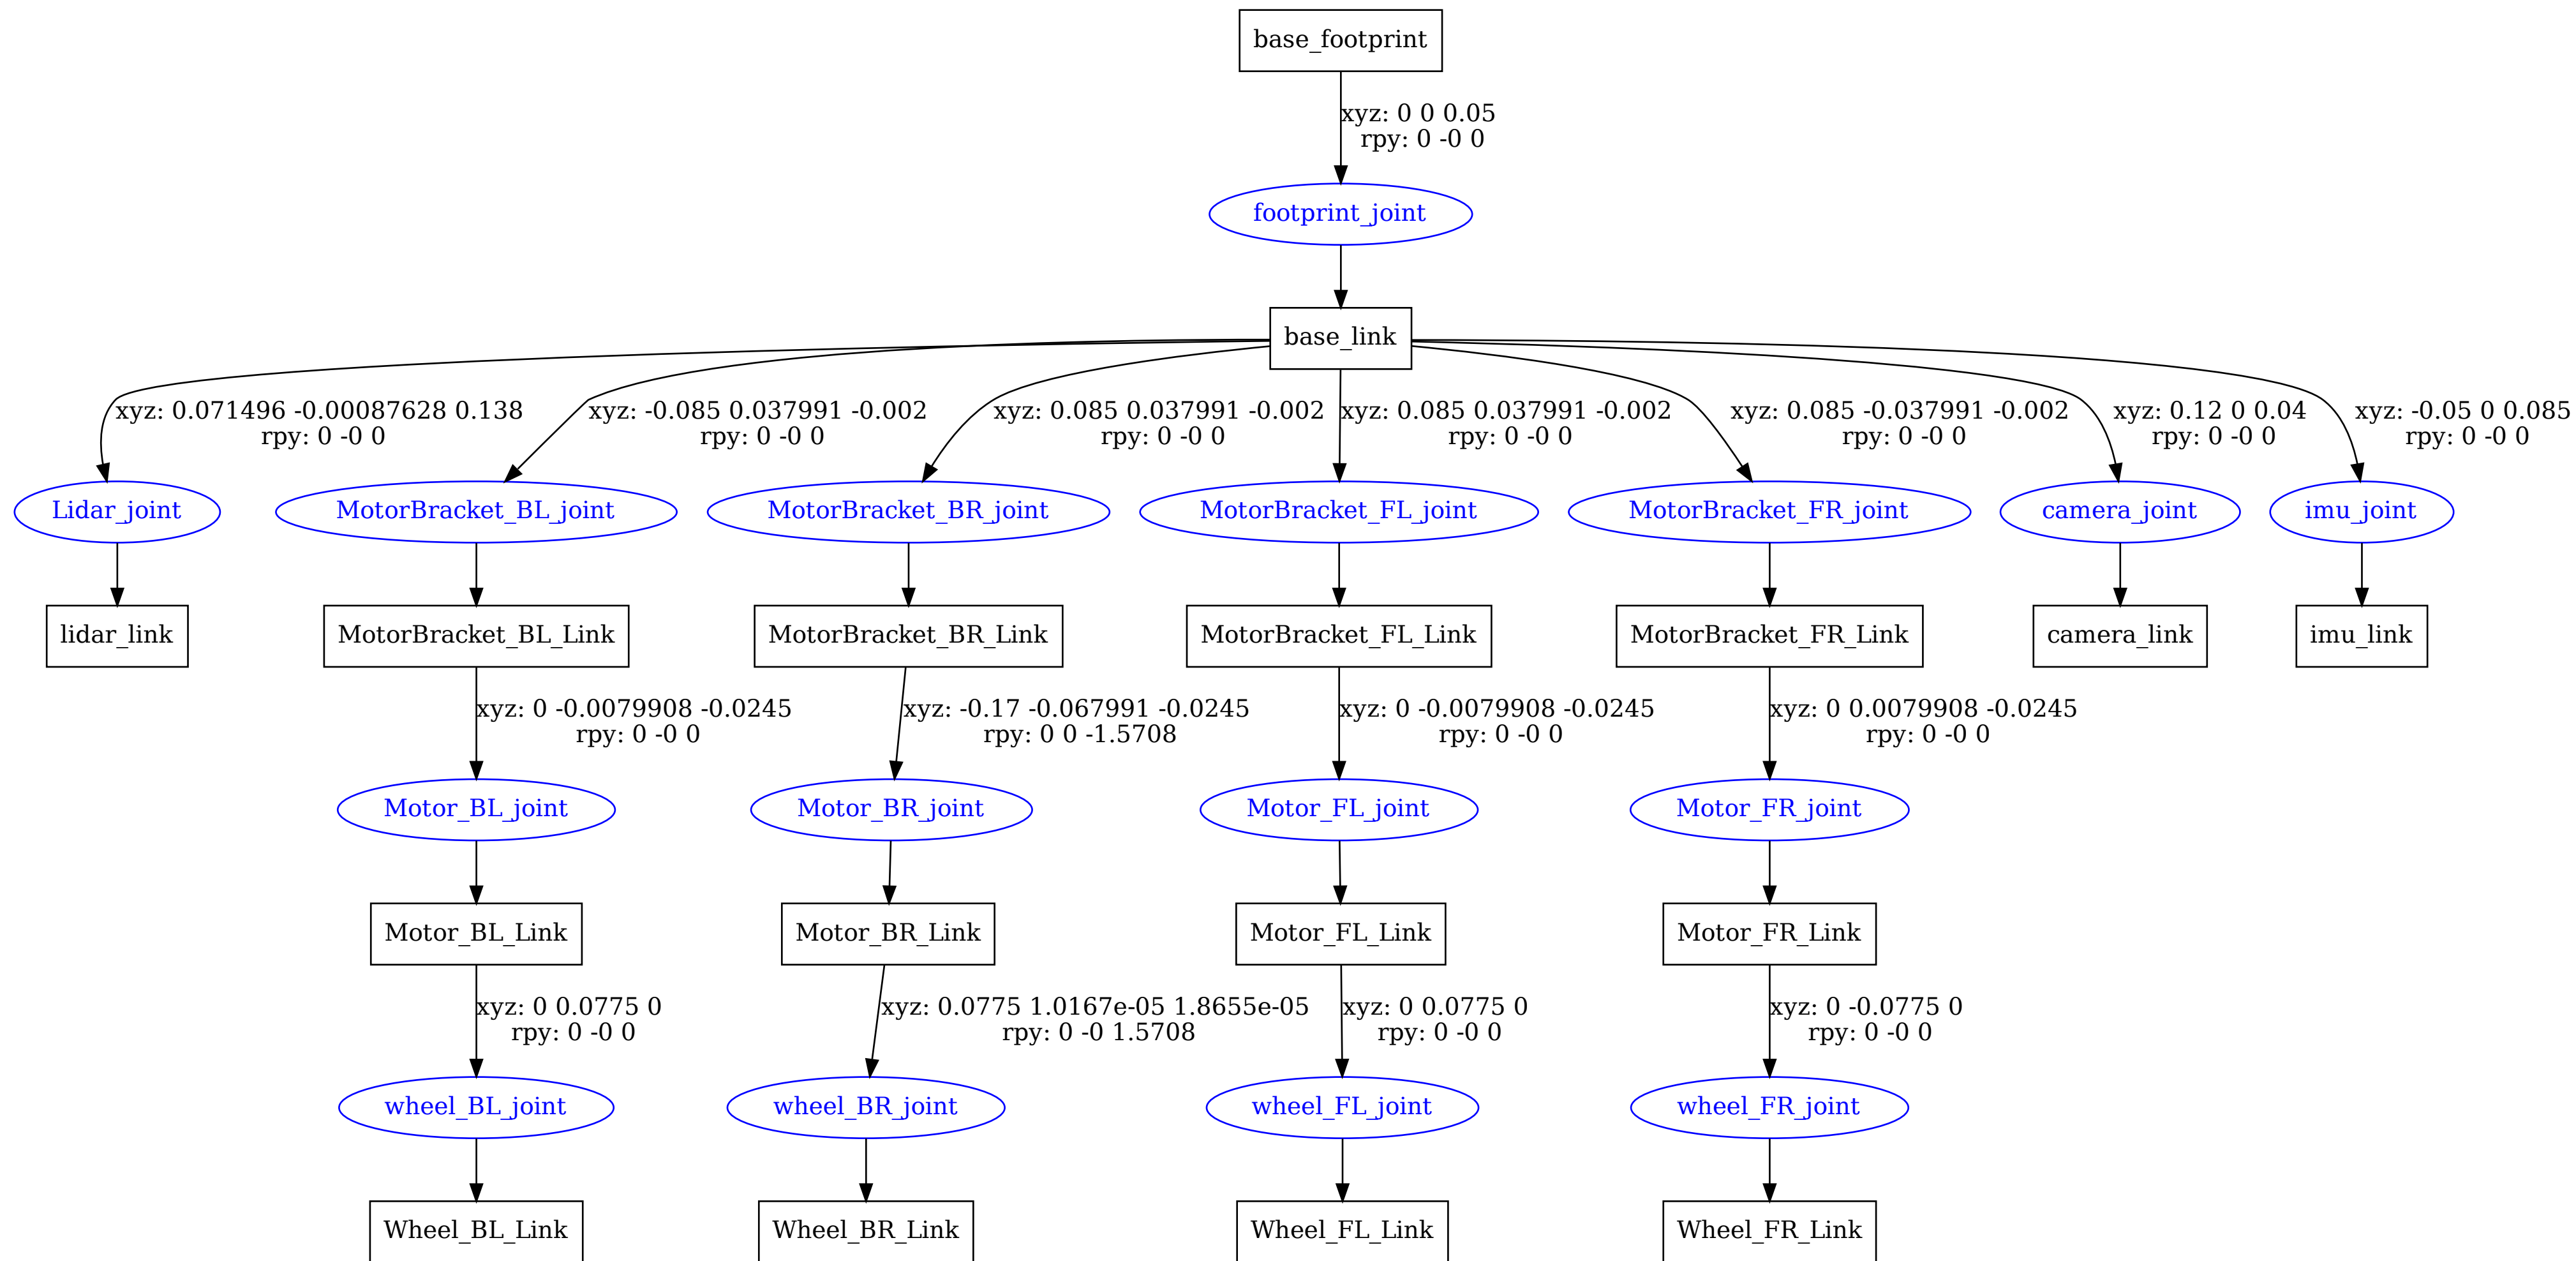 base_footprint
xyz: 0 0 0.05
rpy: 0 -0 0
footprint_joint
base_link
xyz: 0.071496 -0.00087628 0.138
rpy: 0 -0 0
xyz: -0.085 0.037991 -0.002
rpy: 0 -0 0
xyz: 0.085 0.037991 -0.002
rpy: 0 -0 0
xyz: 0.085 0.037991 -0.002
rpy: 0 -0 0
xyz: 0.085 -0.037991 -0.002
rpy: 0 -0 0
xyz: 0.12 0 0.04
rpy: 0 -0 0
xyz: -0.05 0 0.085
rpy: 0 -0 0
Lidar_joint
MotorBracket_BL_joint
MotorBracket_BR_joint
MotorBracket_FL_joint
MotorBracket_FR_joint
camera_joint
imu_joint
lidar_link
MotorBracket_BL_Link
MotorBracket_BR_Link
MotorBracket_FL_Link
MotorBracket_FR_Link
camera_link
imu_link
xyz: 0 -0.0079908 -0.0245
rpy: 0 -0 0
xyz: -0.17 -0.067991 -0.0245
rpy: 0 0 -1.5708
xyz: 0 -0.0079908 -0.0245
rpy: 0 -0 0
xyz: 0 0.0079908 -0.0245
rpy: 0 -0 0
Motor_BL_joint
Motor_BR_joint
Motor_FL_joint
Motor_FR_joint
Motor_BL_Link
Motor_BR_Link
Motor_FL_Link
Motor_FR_Link
xyz: 0 0.0775 0
rpy: 0 -0 0
xyz: 0.0775 1.0167e-05 1.8655e-05
rpy: 0 -0 1.5708
xyz: 0 0.0775 0
rpy: 0 -0 0
xyz: 0 -0.0775 0
rpy: 0 -0 0
wheel_BL_joint
wheel_BR_joint
wheel_FL_joint
wheel_FR_joint
Wheel_BL_Link
Wheel_BR_Link
Wheel_FL_Link
Wheel_FR_Link